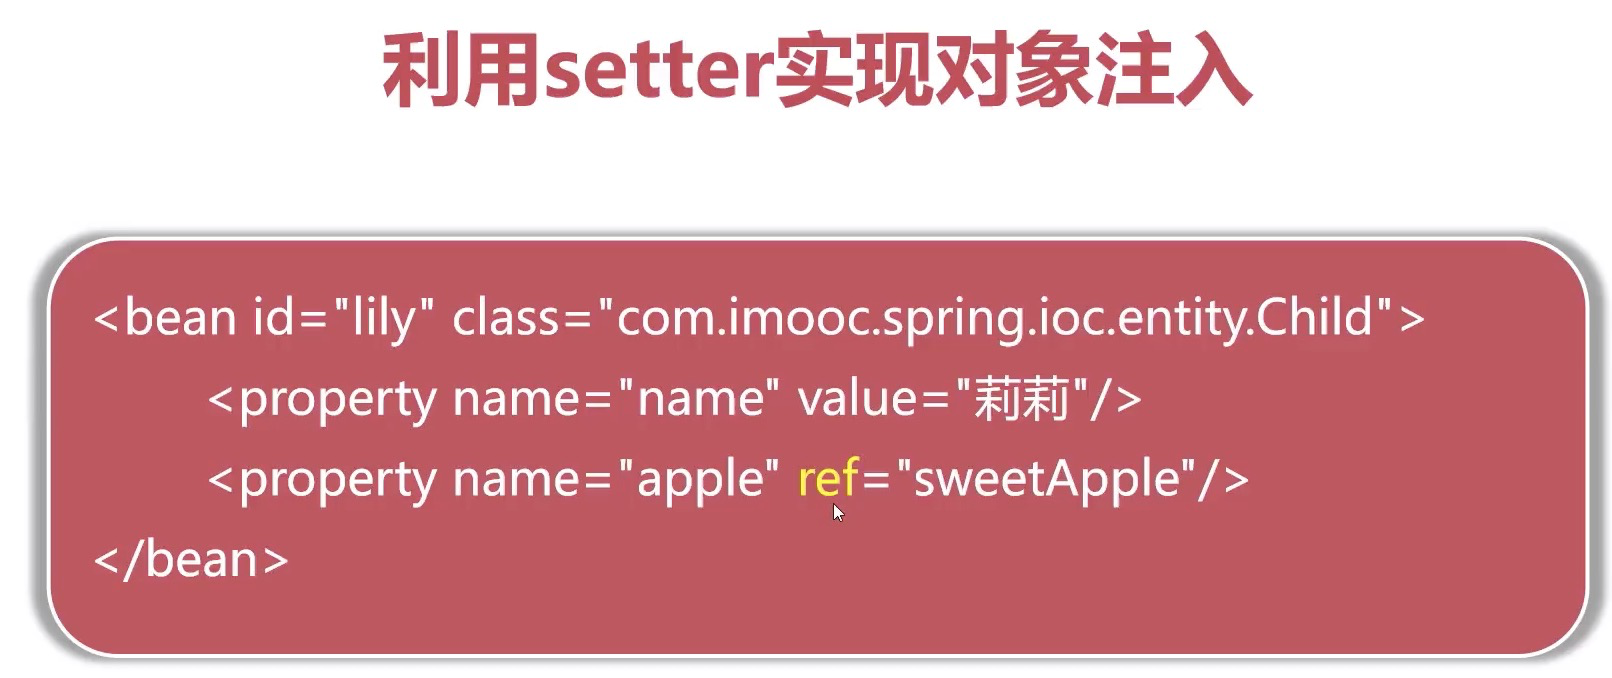 利用setter实现对象注入
<bean id="lily" class="com.imooc.spring.ioc.entity.Child">
<property name="name" value="莉莉"/>
<property name="apple" ref="sweetApple"/>
</bean>